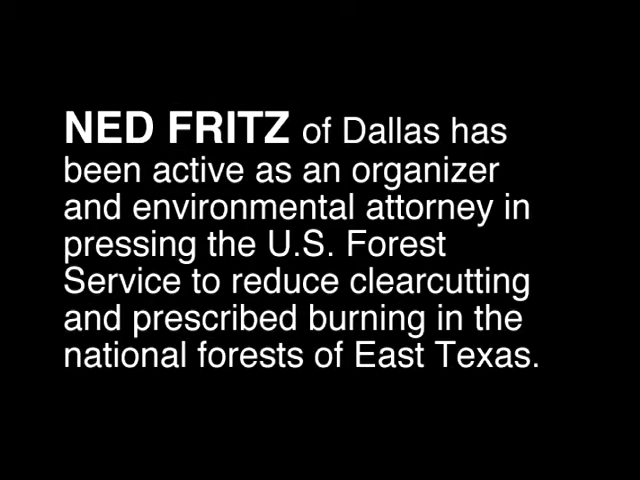 NED FRITZ of Dallas has
been active as an organizer
and environmental attorney in
pressing the U.S. Forest
Service to reduce clearcutting
and prescribed burning in the
national forests of East Texas.